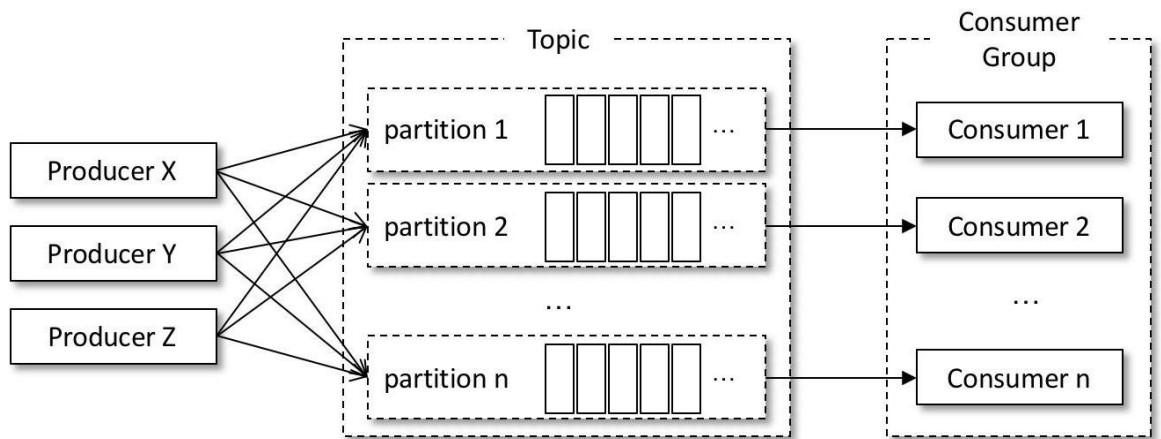 Topic
Consumer
Group
partition 1
...
Consumer 1
Producer X
partition 2
...
Consumer 2
Producer Y
...
...
Producer Z
partition n
...
Consumer n